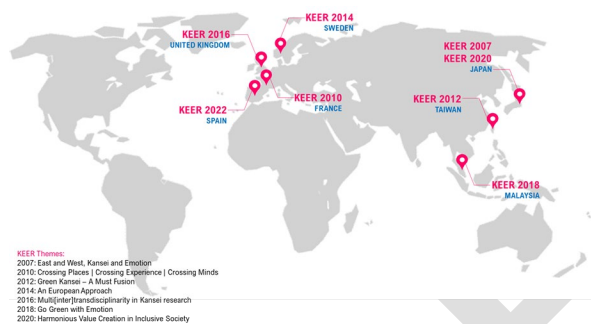 KEER 2014
SWEDEN
KEER 2016
UNITED KINGDOM
KEER 2007
KEER 2020
JAPAN
KEER 2010
FRANCE
KEER 2012
TAIWAN
KEER 2022
SPAIN
KEER 2018
MALAYSIA
KEER Themes:
2007: East and West, Kansei and Emotion
2010: Crossing Places | Crossing Experience | Crossing Minds
2012: Green Kansei – A Must Fusion
2014: An European Approach
2016: Multi[inter]transdisciplinarity in Kansei research
2018: Go Green with Emotion
2020: Harmonious Value Creation in Inclusive Society